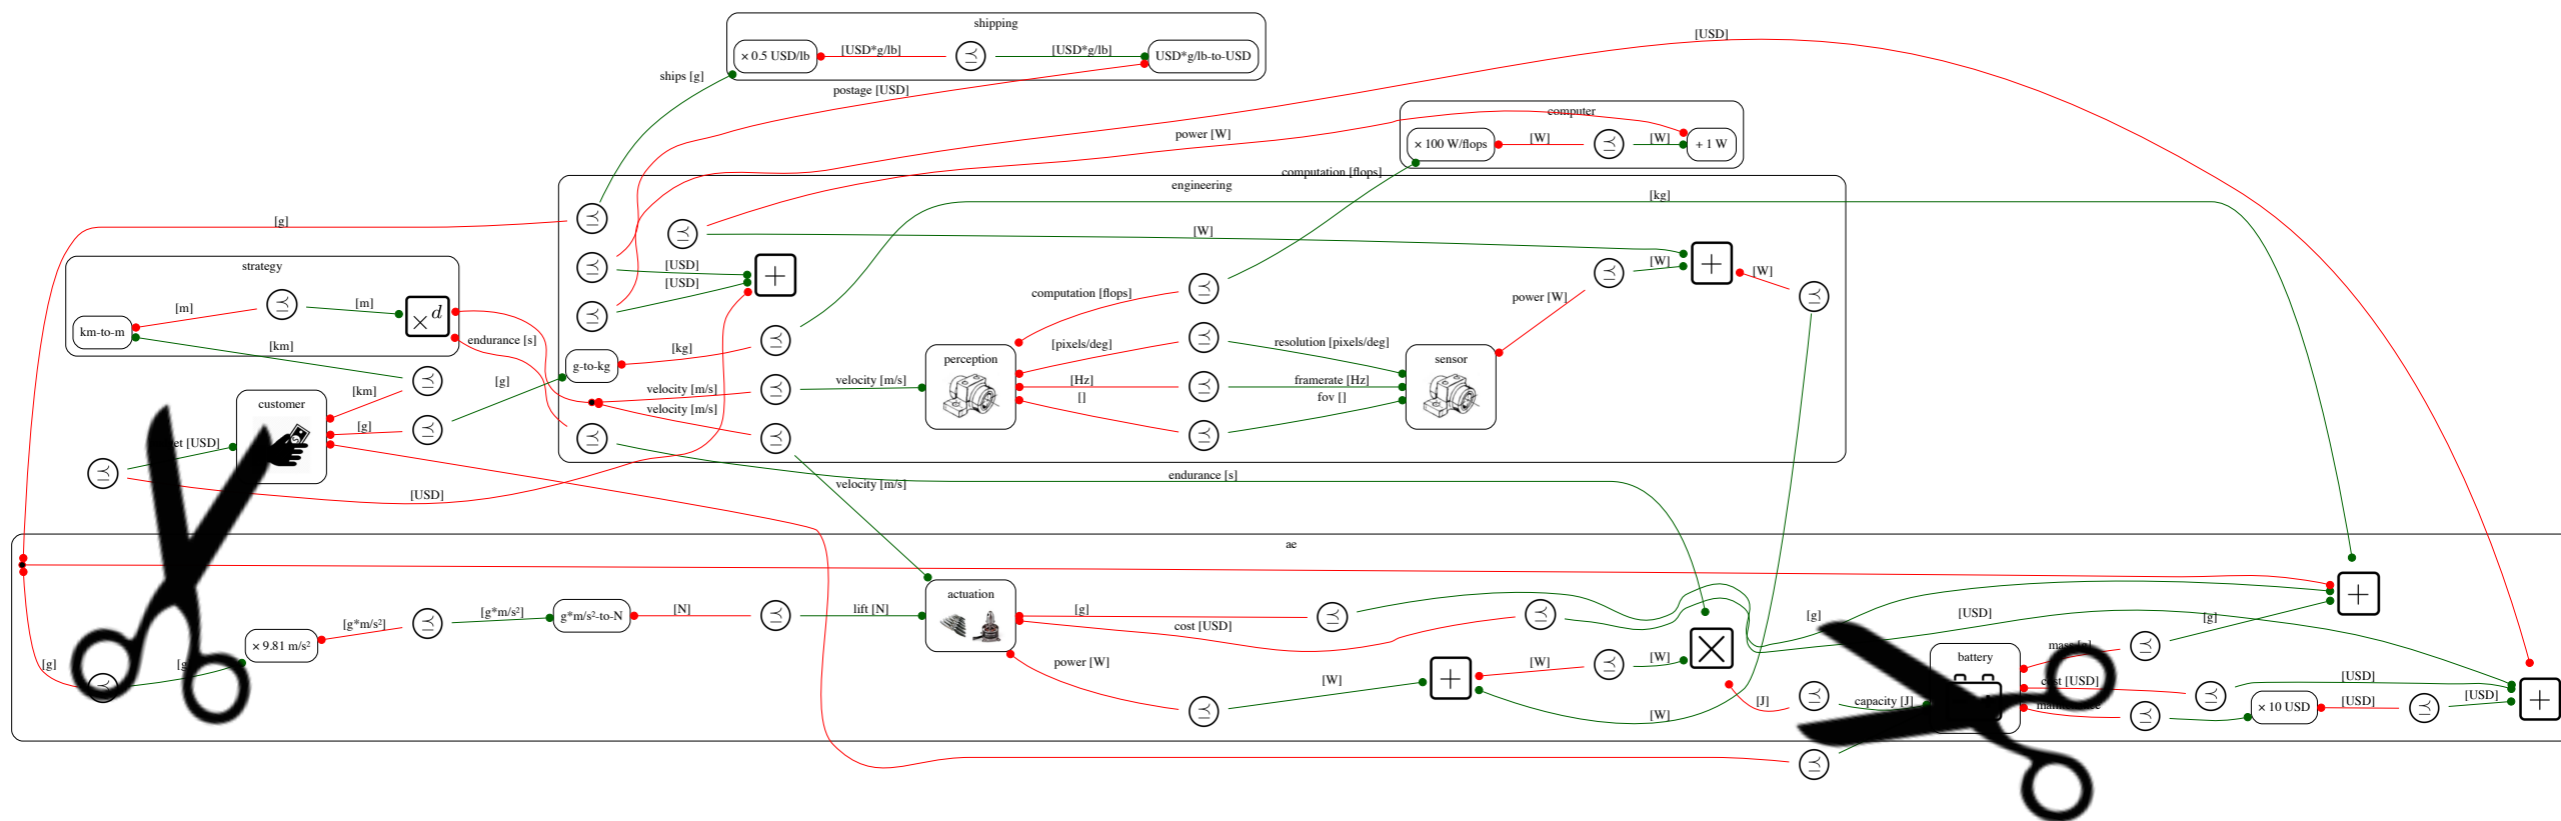 shipping
× 0.5 USD/lb
[USD*g/lb]
[USD*g/lb]
USD*g/lb-to-USD
ships [g]
postage [USD]
[USD]
computer
power [W]
× 100 W/flops
[W]
[W]
+ 1 W
computation [flops]
engineering
[kg]
[g]
[W]
strategy
[USD]
[USD]
[W]
[W]
km-to-m
[m]
[m]
×d
computation [flops]
power [W]
endurance [s]
[km]
[kg]
g-to-kg
[pixels/deg]
resolution [pixels/deg]
perception
sensor
[g]
[km]
velocity [m/s]
velocity [m/s]
[Hz]
framerate [Hz]
customer
velocity [m/s]
[]
fov []
[g]
[USD]
[USD]
velocity [m/s]
endurance [s]
ae
actuation
[g*m/s²]
[g*m/s²]
g*m/s²-to-N
[N]
lift [N]
[g]
cost [USD]
[g]
[USD]
[g]
× 9.81 m/s²
[g]
power [W]
[W]
[W]
[W]
[W]
[J]
capacity [J]
battery
cost [USD]
[USD]
× 10 USD
[USD]
[USD]